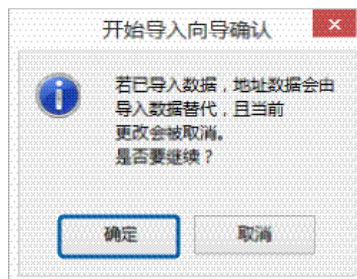 开始导入向导确认
若已导入数据，地址数据会由
导入数据替代，且当前
更改会被取消。
是否要继续？
确定
取消